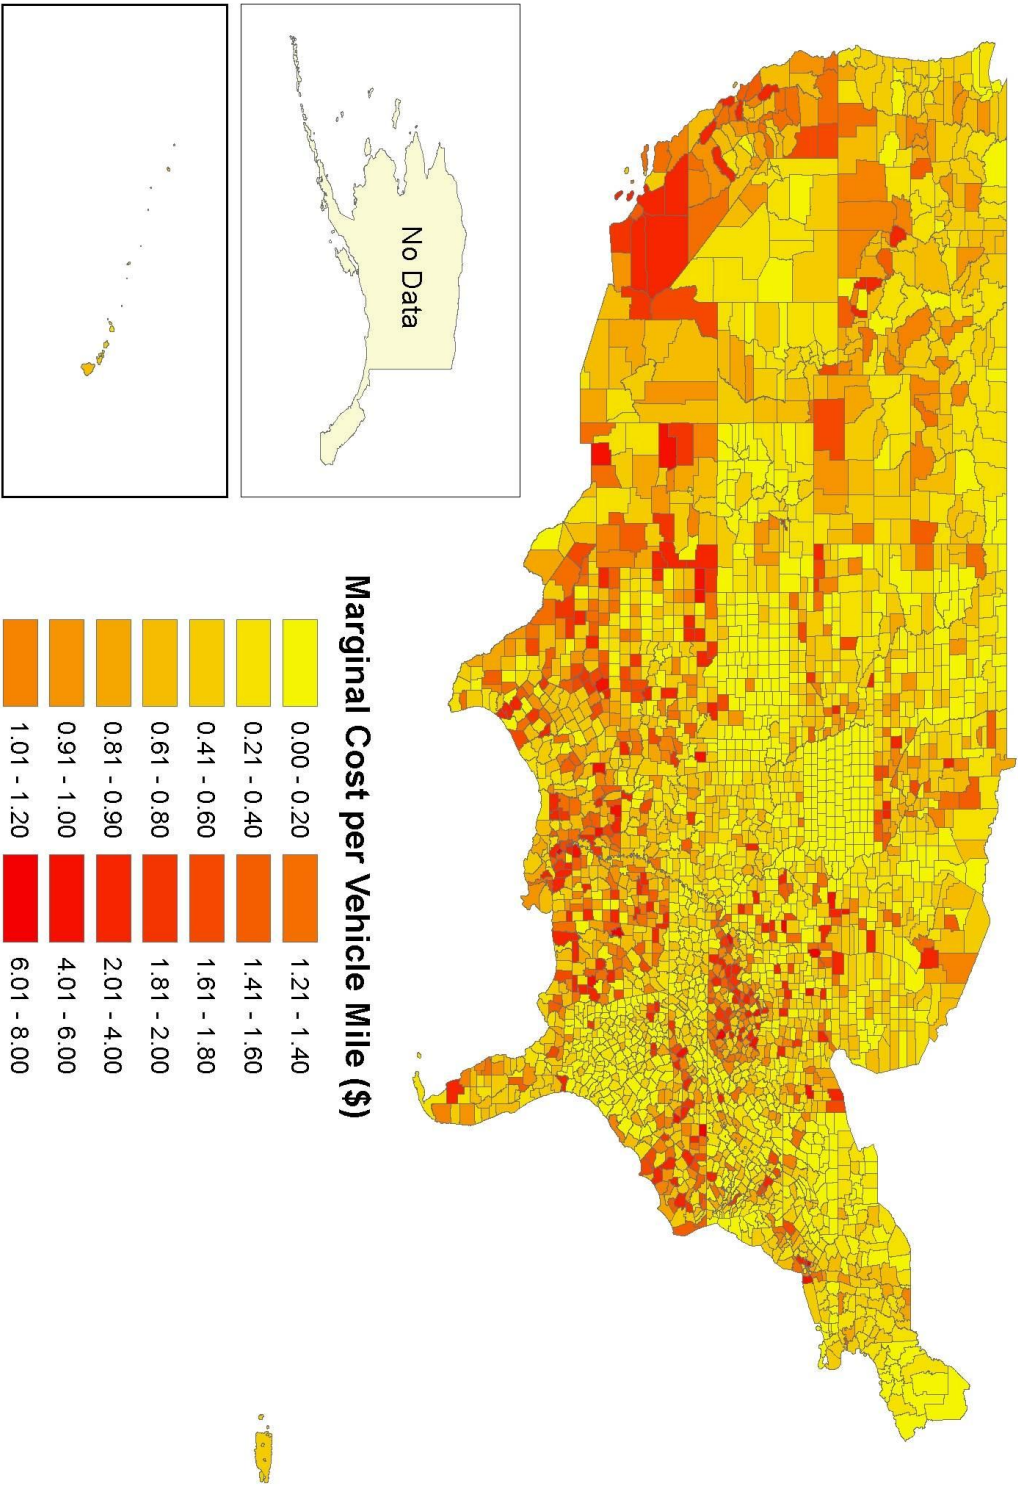 No Data
Marginal Cost per Vehicle Mile ($)
0.00 - 0.20
0.21 - 0.40
0.41 - 0.60
0.61 - 0.80
0.81 - 0.90
0.91 - 1.00
1.01 - 1.20
1.21 - 1.40
1.41 - 1.60
1.61 - 1.80
1.81 - 2.00
2.01 - 4.00
4.01 - 6.00
6.01 - 8.00